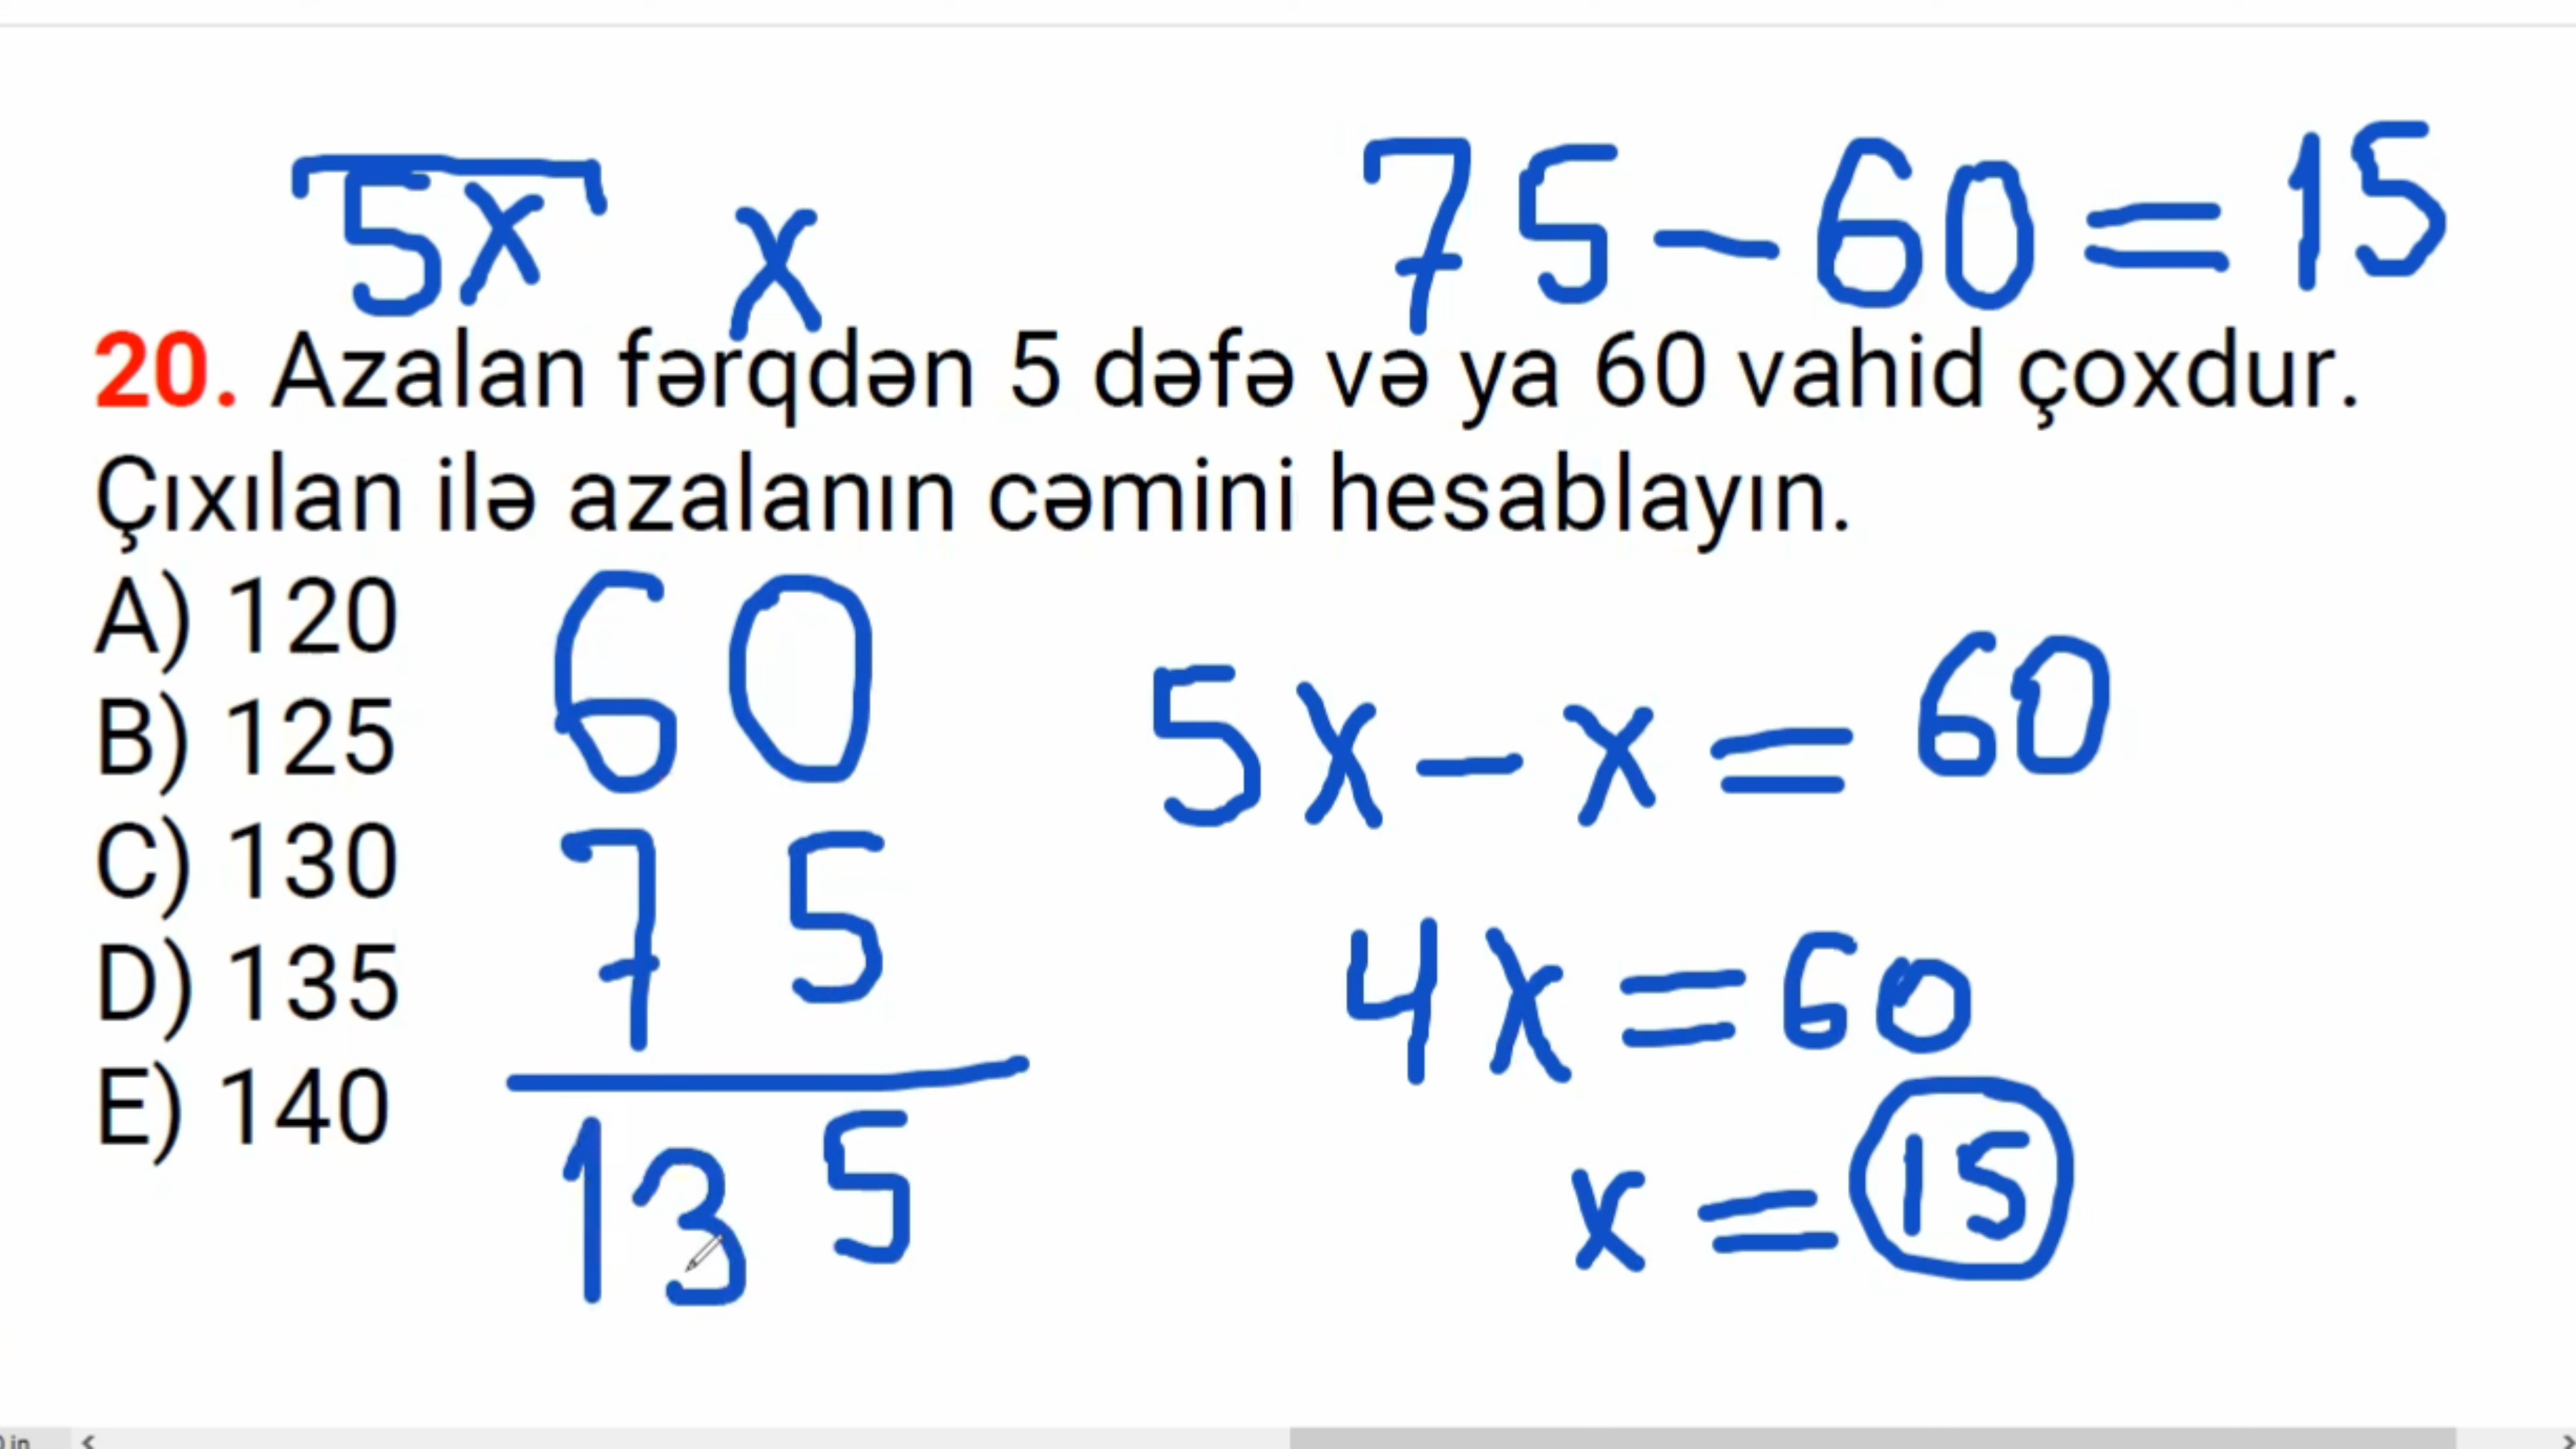 5x x 75-60=15
20. Azalan fərqdən 5 dəfə və ya 60 vahid çoxdur.
Çıxılan ilə azalanın cəmini hesablayın.
A) 120
B) 125
C) 130
D) 135
E) 140
60
75
135
5x-x=60
4x=60
x=15